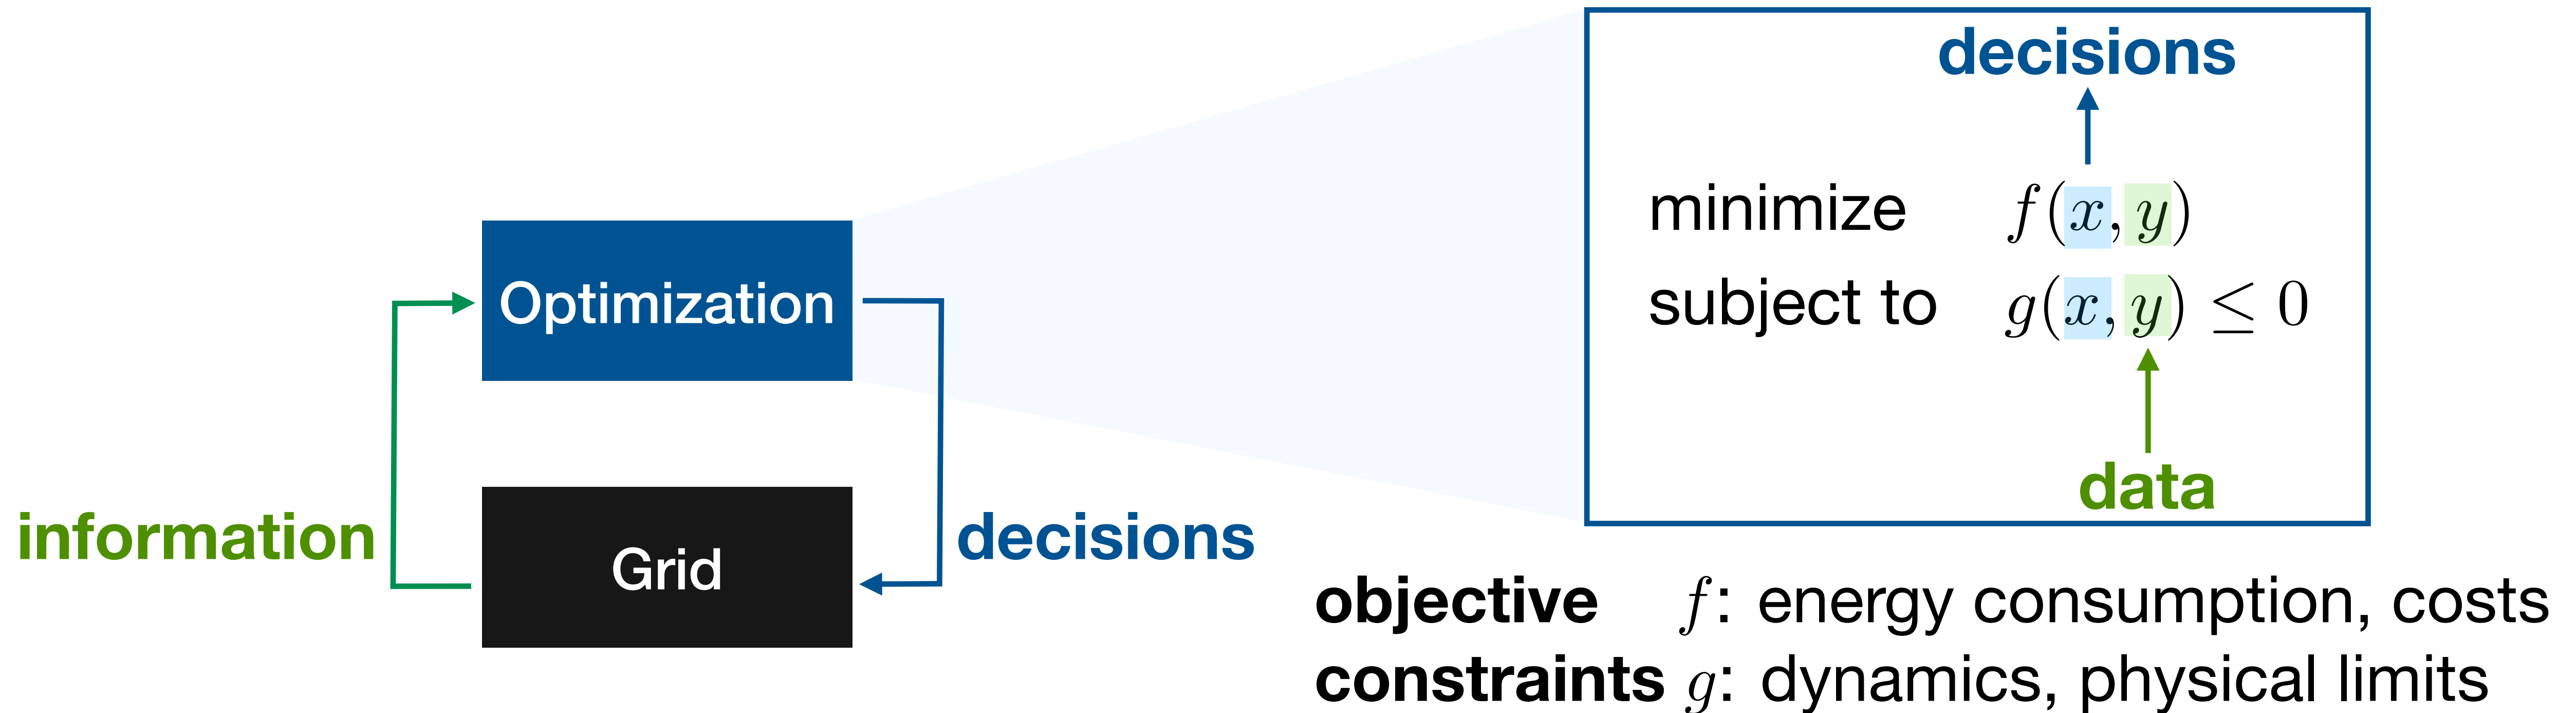 decisions
minimize f(x, y)
subject to g(x, y) ≤ 0
data
Optimization
information
Grid
decisions
objective f: energy consumption, costs
constraints g: dynamics, physical limits